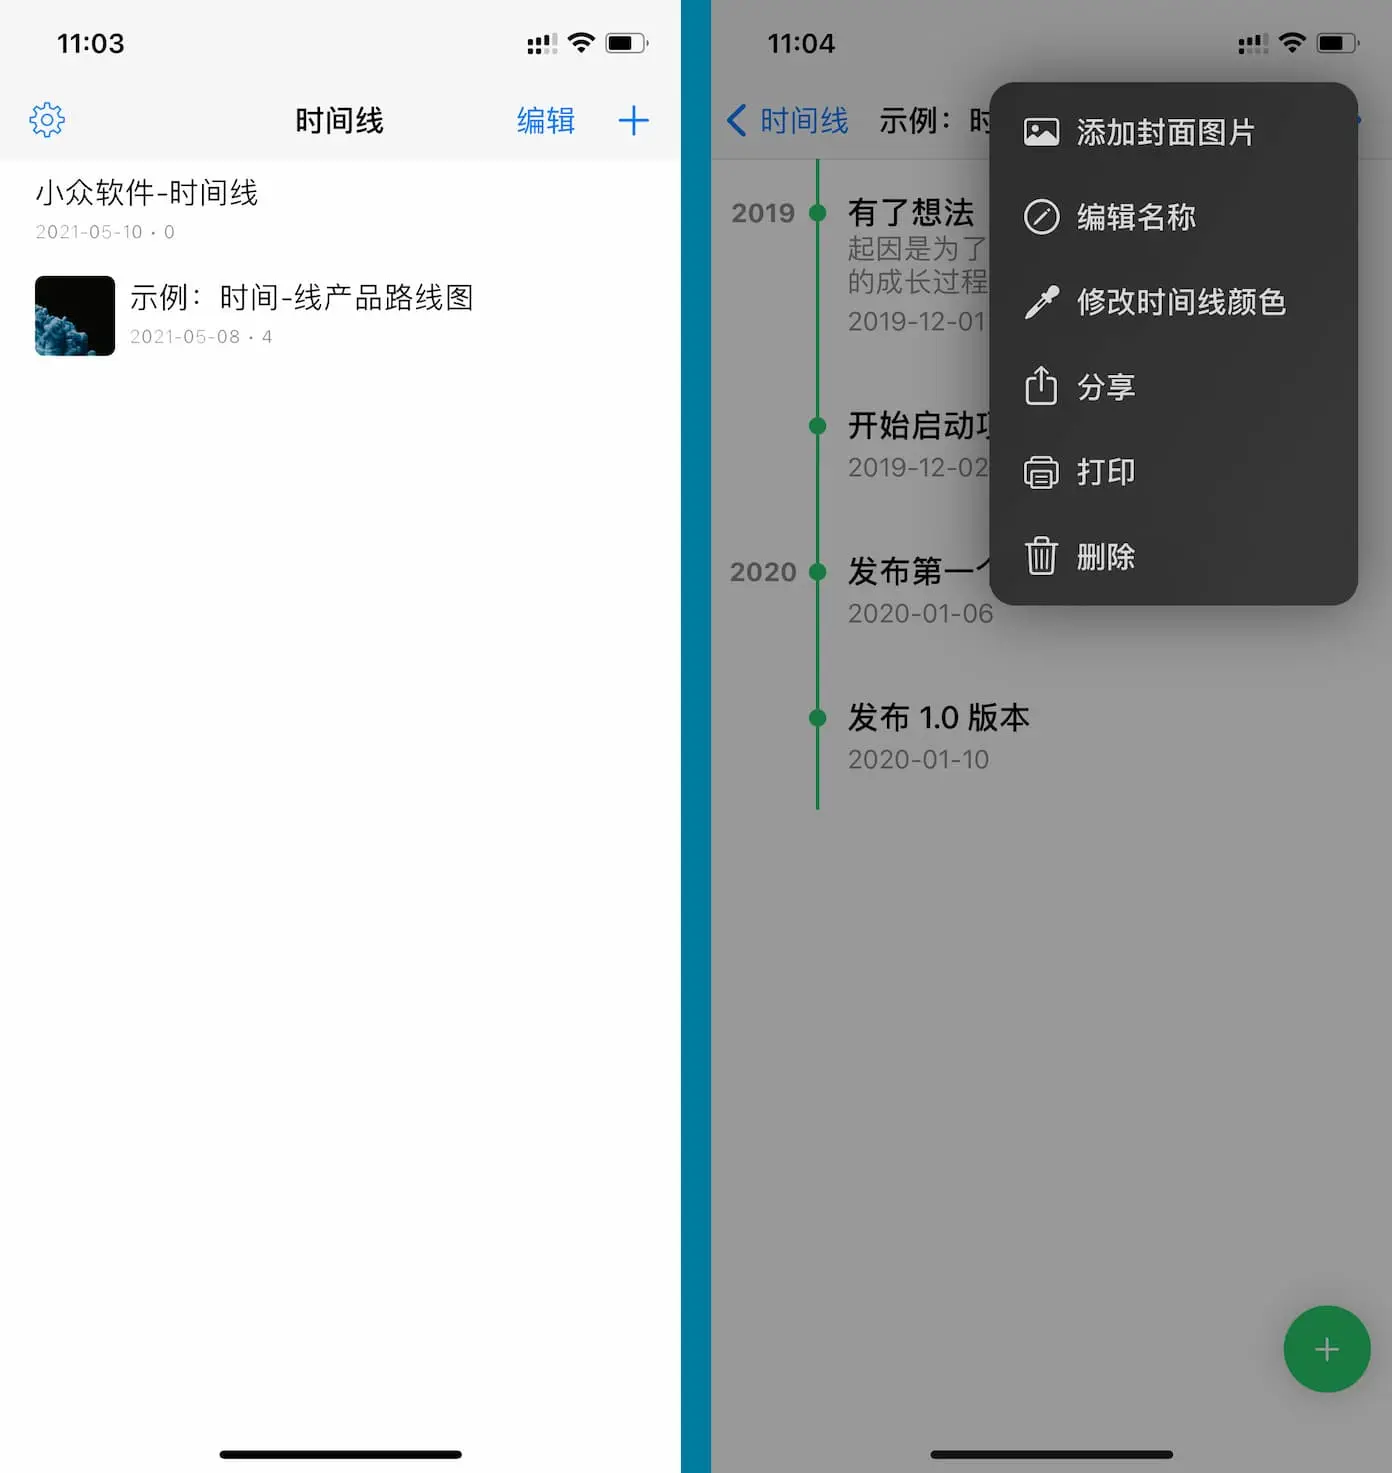 11:03
时间线
编辑
小众软件-时间线
2021-05-10 · 0
示例：时间-线产品路线图
2021-05-08 · 4
11:04
时间线
示例：时
添加封面图片
编辑名称
修改时间线颜色
分享
打印
删除
2019
有了想法
起因是为了
的成长过程
2019-12-01
开始启动
2019-12-02
2020
发布第一
2020-01-06
发布 1.0 版本
2020-01-10